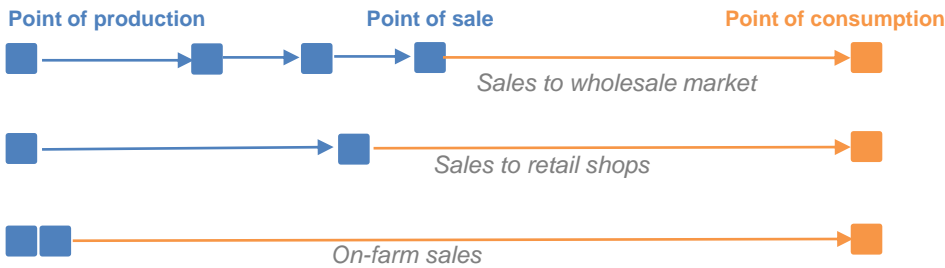 Point of production
Point of sale
Point of consumption
Sales to wholesale market
Sales to retail shops
On-farm sales